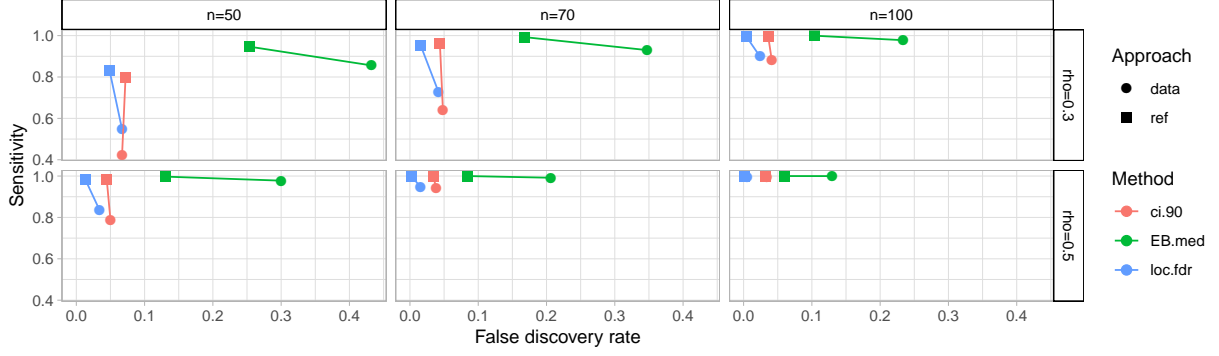 n=50 n=70 n=100
Sensitivity
1.0
0.8
0.6
0.4
rho=0.3
1.0
0.8
0.6
0.4
rho=0.5
0.0 0.1 0.2 0.3 0.4 0.0 0.1 0.2 0.3 0.4 0.0 0.1 0.2 0.3 0.4
False discovery rate
Approach
data
ref
Method
ci.90
EB.med
loc.fdr